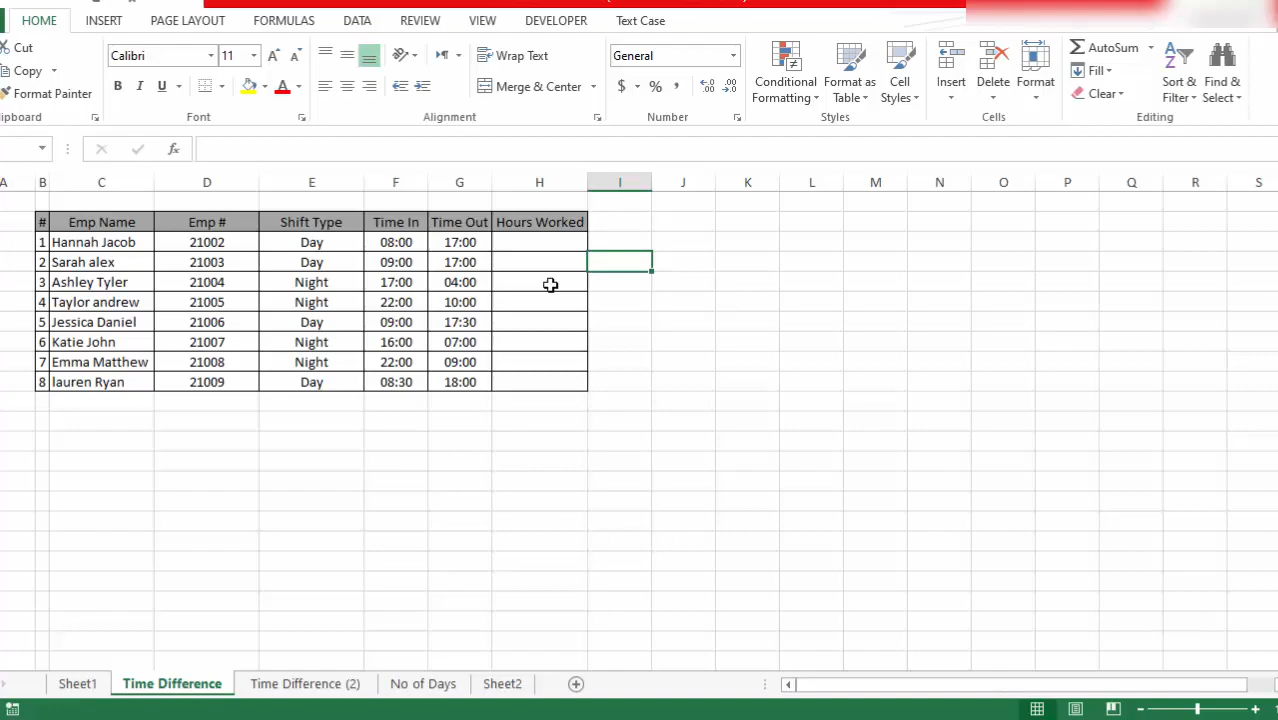 HOME INSERT PAGE LAYOUT FORMULAS DATA REVIEW VIEW DEVELOPER Text Case
Cut
Copy
Format Painter
Calibri 11 A A
B I U A
Wrap Text
Merge & Center
General
$ % ,
Conditional Formatting
Format as Table
Cell Styles
Insert Delete Format
AutoSum
Fill
Clear
Sort & Filter
Find & Select
lipboard Font Alignment Number Styles Cells Editing
fx
A B C D E F G H I J K L M N O P Q R S
# Emp Name Emp # Shift Type Time In Time Out Hours Worked
1 Hannah Jacob 21002 Day 08:00 17:00
2 Sarah alex 21003 Day 09:00 17:00
3 Ashley Tyler 21004 Night 17:00 04:00
4 Taylor andrew 21005 Night 22:00 10:00
5 Jessica Daniel 21006 Day 09:00 17:30
6 Katie John 21007 Night 16:00 07:00
7 Emma Matthew 21008 Night 22:00 09:00
8 lauren Ryan 21009 Day 08:30 18:00
Sheet1 Time Difference Time Difference (2) No of Days Sheet2